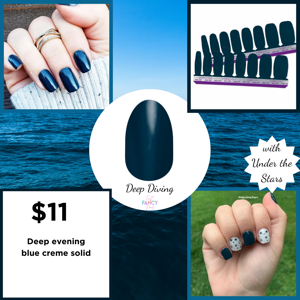 Deep Diving
FANCY
with
Under the
Stars
$11
Deep evening
blue creme solid